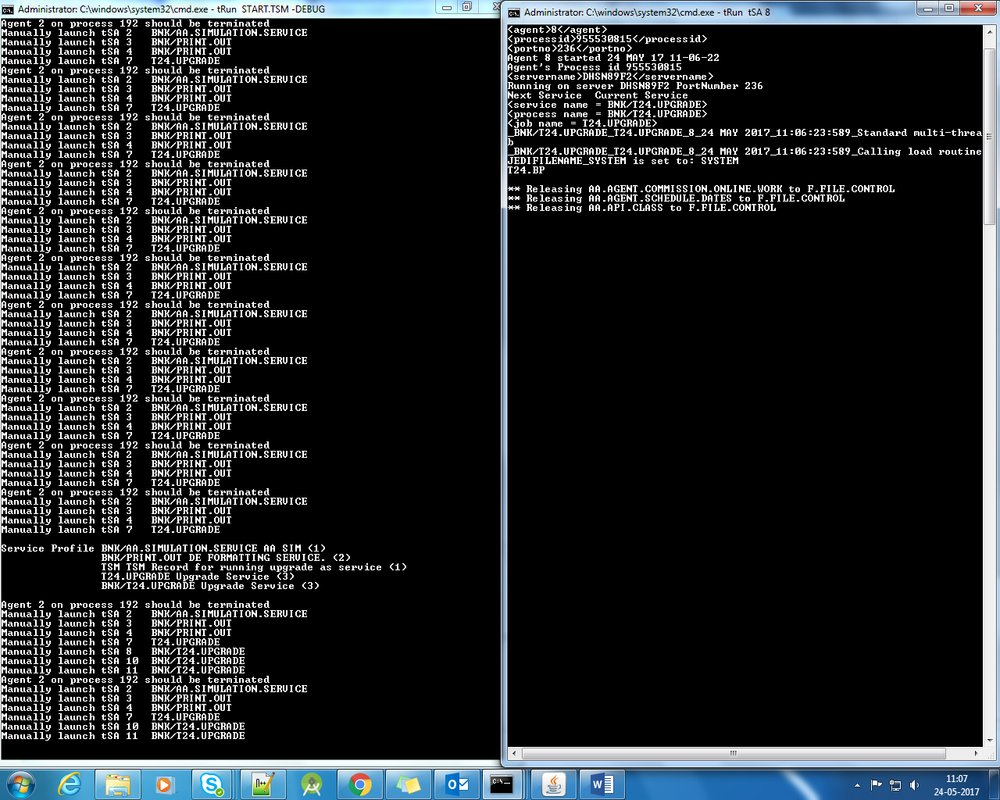 Administrator: C:\windows\system32\cmd.exe - tRun  START.TSM -DEBUG
Agent 2 on process 192 should be terminated
Manually launch tSA 2   BNK/AA.SIMULATION.SERVICE
Manually launch tSA 3   BNK/PRINT.OUT
Manually launch tSA 4   BNK/PRINT.OUT
Manually launch tSA 7   T24.UPGRADE
Agent 2 on process 192 should be terminated
Manually launch tSA 2   BNK/AA.SIMULATION.SERVICE
Manually launch tSA 3   BNK/PRINT.OUT
Manually launch tSA 4   BNK/PRINT.OUT
Manually launch tSA 7   T24.UPGRADE
Agent 2 on process 192 should be terminated
Manually launch tSA 2   BNK/AA.SIMULATION.SERVICE
Manually launch tSA 3   BNK/PRINT.OUT
Manually launch tSA 4   BNK/PRINT.OUT
Manually launch tSA 7   T24.UPGRADE
Agent 2 on process 192 should be terminated
Manually launch tSA 2   BNK/AA.SIMULATION.SERVICE
Manually launch tSA 3   BNK/PRINT.OUT
Manually launch tSA 4   BNK/PRINT.OUT
Manually launch tSA 7   T24.UPGRADE
Agent 2 on process 192 should be terminated
Manually launch tSA 2   BNK/AA.SIMULATION.SERVICE
Manually launch tSA 3   BNK/PRINT.OUT
Manually launch tSA 4   BNK/PRINT.OUT
Manually launch tSA 7   T24.UPGRADE
Agent 2 on process 192 should be terminated
Manually launch tSA 2   BNK/AA.SIMULATION.SERVICE
Manually launch tSA 3   BNK/PRINT.OUT
Manually launch tSA 4   BNK/PRINT.OUT
Manually launch tSA 7   T24.UPGRADE
Agent 2 on process 192 should be terminated
Manually launch tSA 2   BNK/AA.SIMULATION.SERVICE
Manually launch tSA 3   BNK/PRINT.OUT
Manually launch tSA 4   BNK/PRINT.OUT
Manually launch tSA 7   T24.UPGRADE
Agent 2 on process 192 should be terminated
Manually launch tSA 2   BNK/AA.SIMULATION.SERVICE
Manually launch tSA 3   BNK/PRINT.OUT
Manually launch tSA 4   BNK/PRINT.OUT
Manually launch tSA 7   T24.UPGRADE
Agent 2 on process 192 should be terminated
Manually launch tSA 2   BNK/AA.SIMULATION.SERVICE
Manually launch tSA 3   BNK/PRINT.OUT
Manually launch tSA 4   BNK/PRINT.OUT
Manually launch tSA 7   T24.UPGRADE
Agent 2 on process 192 should be terminated
Manually launch tSA 2   BNK/AA.SIMULATION.SERVICE
Manually launch tSA 3   BNK/PRINT.OUT
Manually launch tSA 4   BNK/PRINT.OUT
Manually launch tSA 7   T24.UPGRADE
Agent 2 on process 192 should be terminated
Manually launch tSA 2   BNK/AA.SIMULATION.SERVICE
Manually launch tSA 3   BNK/PRINT.OUT
Manually launch tSA 4   BNK/PRINT.OUT
Manually launch tSA 7   T24.UPGRADE
Service Profile BNK/AA.SIMULATION.SERVICE AA SIM (1)
BNK/PRINT.OUT DE FORMATTING SERVICE. (2)
TSM TSM Record for running upgrade as service (1)
T24.UPGRADE Upgrade Service (3)
BNK/T24.UPGRADE Upgrade Service (3)
Agent 2 on process 192 should be terminated
Manually launch tSA 2   BNK/AA.SIMULATION.SERVICE
Manually launch tSA 3   BNK/PRINT.OUT
Manually launch tSA 4   BNK/PRINT.OUT
Manually launch tSA 7   T24.UPGRADE
Manually launch tSA 8   BNK/T24.UPGRADE
Manually launch tSA 10  BNK/T24.UPGRADE
Manually launch tSA 11  BNK/T24.UPGRADE
Agent 2 on process 192 should be terminated
Manually launch tSA 2   BNK/AA.SIMULATION.SERVICE
Manually launch tSA 3   BNK/PRINT.OUT
Manually launch tSA 4   BNK/PRINT.OUT
Manually launch tSA 7   T24.UPGRADE
Manually launch tSA 10  BNK/T24.UPGRADE
Manually launch tSA 11  BNK/T24.UPGRADE
Administrator: C:\windows\system32\cmd.exe - tRun  tSA 8
<agent>8</agent>
<processid>955530815</processid>
<portno>236</portno>
Agent 8 started 24 MAY 17 11-06-22
Agent's Process id 955530815
<servername>DHSN89F2</servername>
Running on server DHSN89F2 PortNumber 236
Next Service  Current Service
<service name = BNK/T24.UPGRADE>
<process name = BNK/T24.UPGRADE>
<job name = T24.UPGRADE>
_BNK/T24.UPGRADE_T24.UPGRADE_8_24 MAY 2017_11:06:23:589_Standard multi-threa
b
_BNK/T24.UPGRADE_T24.UPGRADE_8_24 MAY 2017_11:06:23:589_Calling load routine
JEDIFILENAME_SYSTEM is set to: SYSTEM
T24.BP
** Releasing AA.AGENT.COMMISSION.ONLINE.WORK to F.FILE.CONTROL
** Releasing AA.AGENT.SCHEDULE.DATES to F.FILE.CONTROL
** Releasing AA.API.CLASS to F.FILE.CONTROL
11:07
24-05-2017